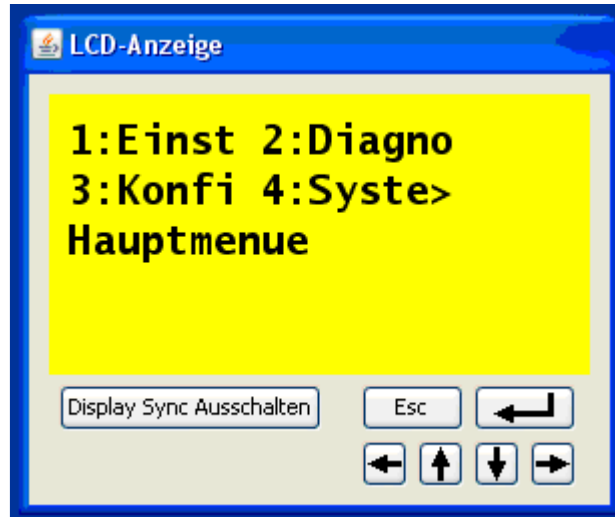 LCD-Anzeige
1:Einst 2:Diagno
3:Konfi 4:Syste>
Hauptmenue
Display Sync Ausschalten
Esc